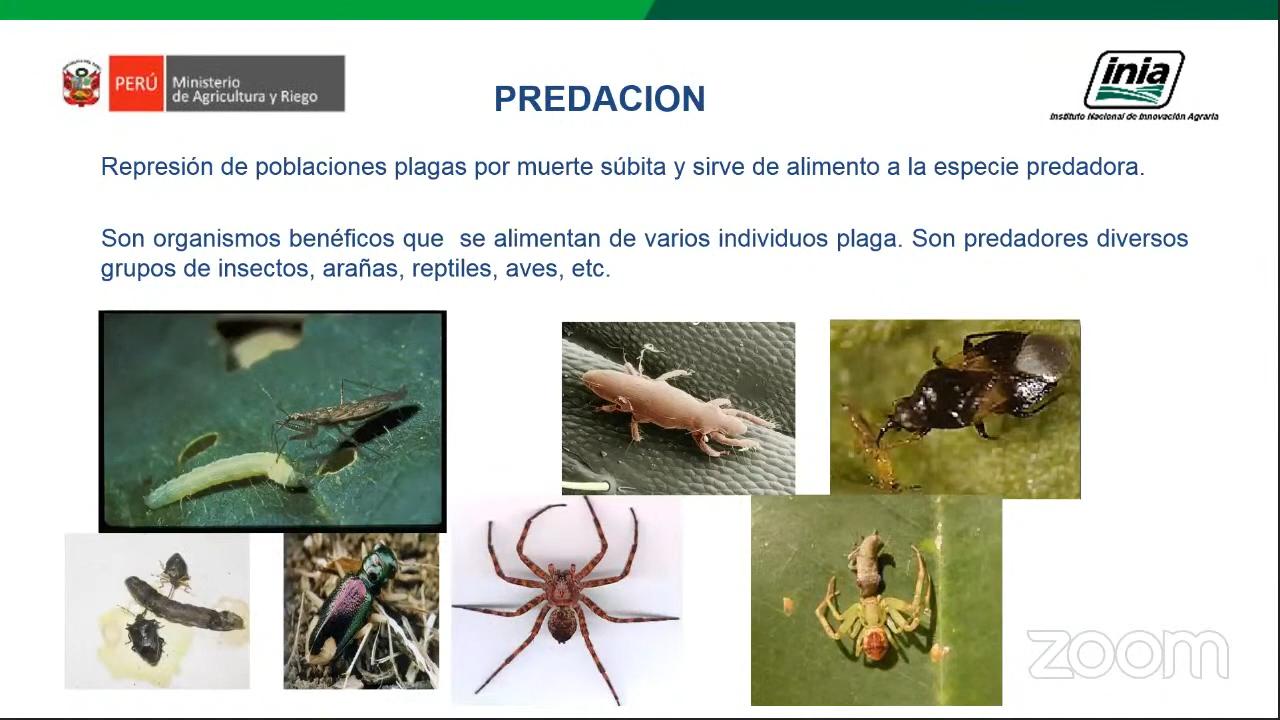 PERÚ
Ministerio
de Agricultura y Riego
PREDACION
inia
Instituto Nacional de Innovación Agraria
Represión de poblaciones plagas por muerte súbita y sirve de alimento a la especie predadora.
Son organismos benéficos que se alimentan de varios individuos plaga. Son predadores diversos
grupos de insectos, arañas, reptiles, aves, etc.
zoom